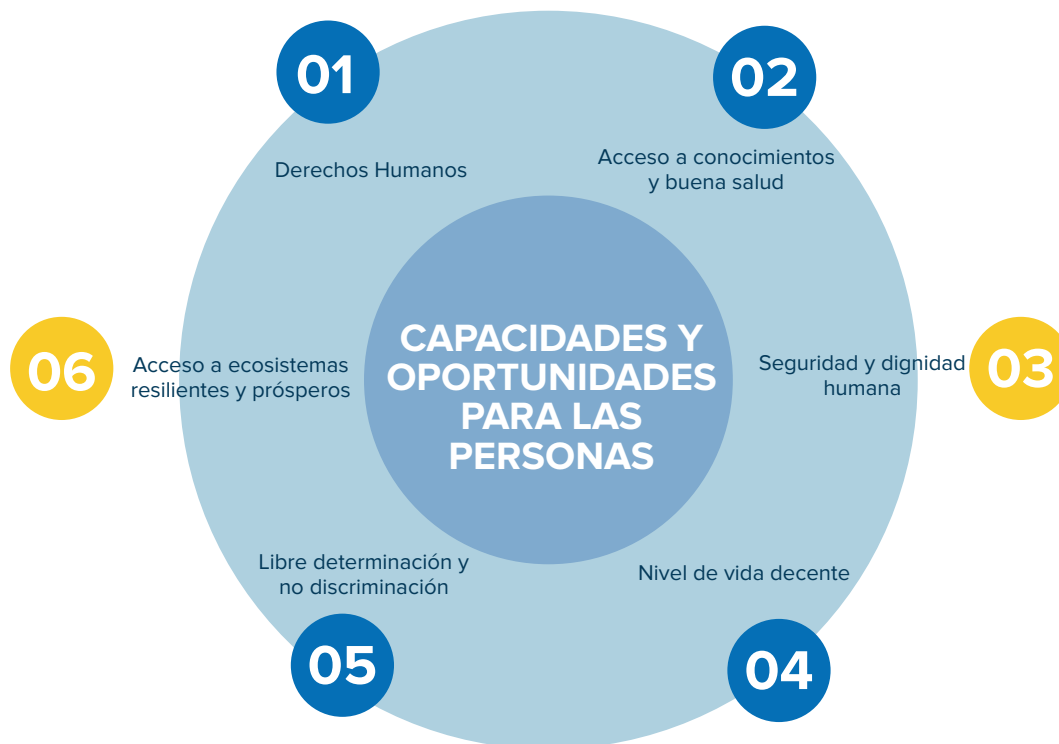 01
Derechos Humanos
02
Acceso a conocimientos
y buena salud
03
Seguridad y dignidad
humana
04
Nivel de vida decente
05
Libre determinación y
no discriminación
06
Acceso a ecosistemas
resilientes y prósperos
CAPACIDADES Y
OPORTUNIDADES
PARA LAS
PERSONAS